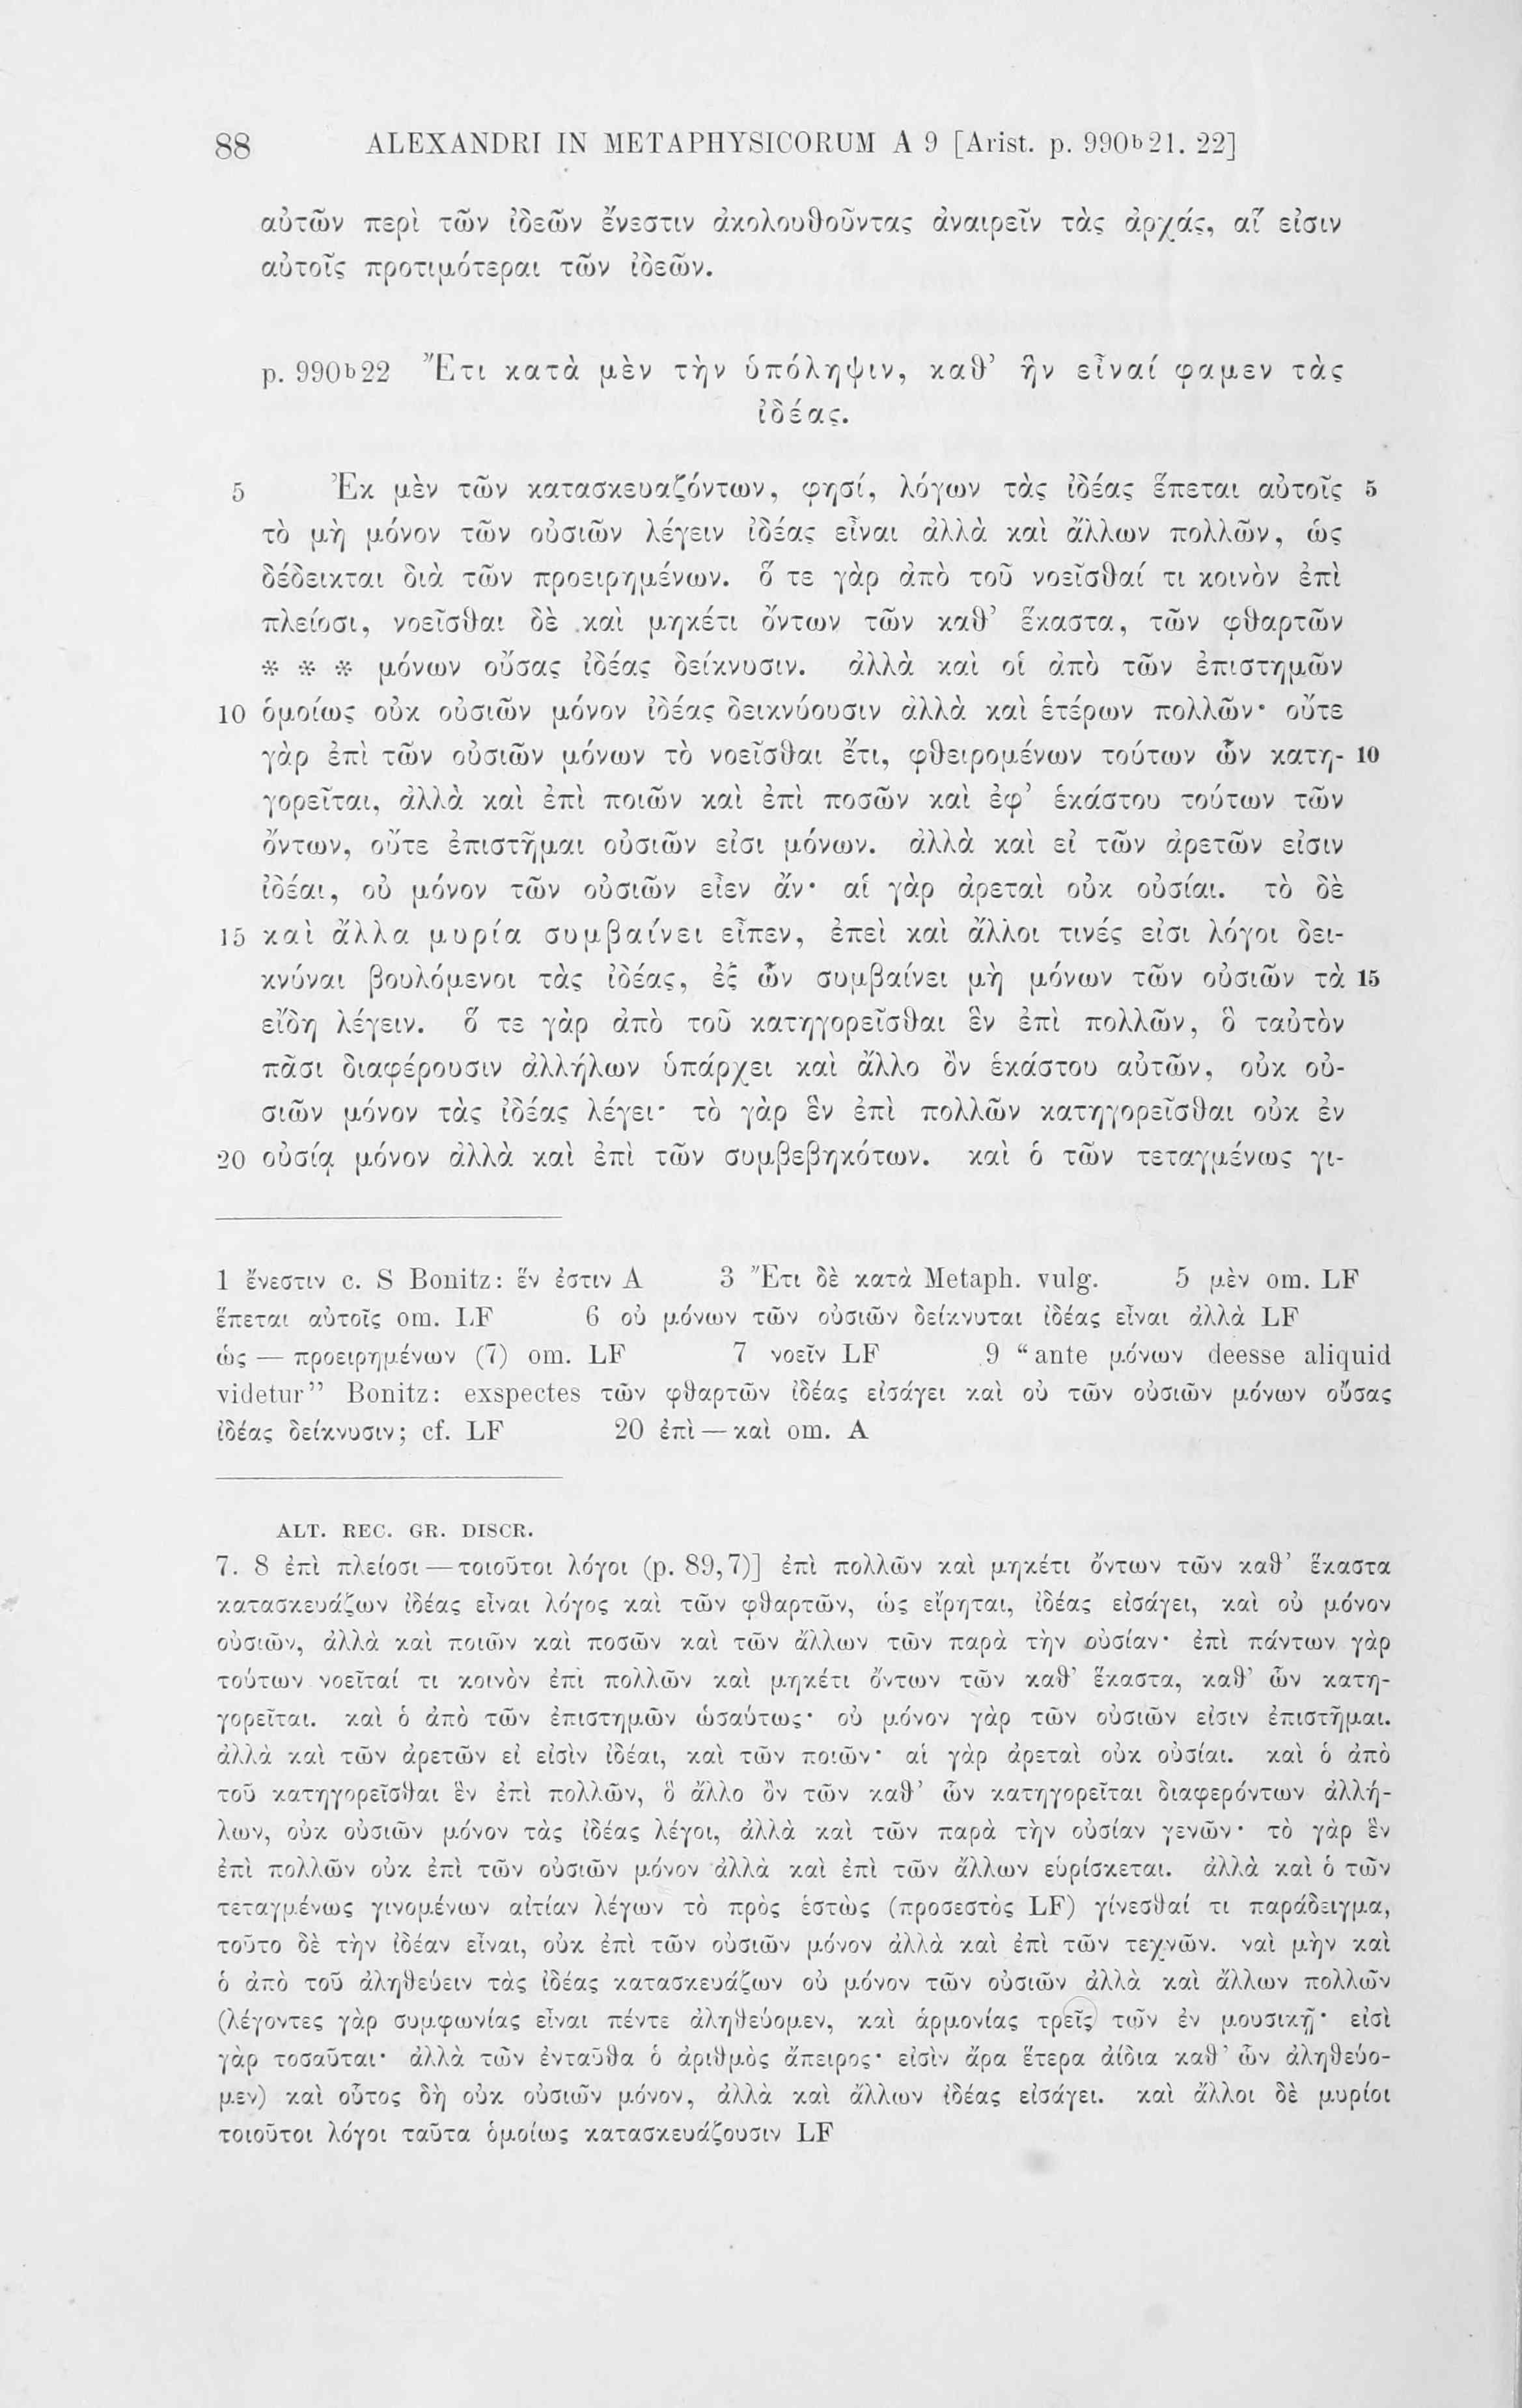 88 ALEXANDRI IN METAPHYSICORUM A 9 [Arist. p. 990b21. 22]
αὐτῶν περὶ τῶν ἰδεῶν ἔνεστιν ἀκολουθοῦντας ἀναιρεῖν τὰς ἀρχάς, αἵ εἰσιν
αὐτοῖς προτιμότεραι τῶν ἰδεῶν.
p. 990b22 Ἔτι κατὰ μὲν τὴν ὑπόληψιν, καθ’ ἣν εἶναί φαμεν τὰς
ἰδέας.
5 Ἐκ μὲν τῶν κατασκευαζόντων, φησί, λόγων τὰς ἰδέας ἕπεται αὐτοῖς 5
τὸ μὴ μόνον τῶν οὐσιῶν λέγειν ἰδέας εἶναι ἀλλὰ καὶ ἄλλων πολλῶν, ὡς
δέδεικται διὰ τῶν προειρημένων. ὅ τε γὰρ ἀπὸ τοῦ νοεῖσθαί τι κοινὸν ἐπὶ
πλείοσι, νοεῖσθαι δὲ καὶ μηκέτι ὄντων τῶν καθ’ ἕκαστα, τῶν φθαρτῶν
* * * μόνων οὔσας ἰδέας δείκνυσιν. ἀλλὰ καὶ οἱ ἀπὸ τῶν ἐπιστημῶν
10 ὁμοίως οὐκ οὐσιῶν μόνον ἰδέας δεικνύουσιν ἀλλὰ καὶ ἑτέρων πολλῶν· οὔτε
γὰρ ἐπὶ τῶν οὐσιῶν μόνων τὸ νοεῖσθαι ἔτι, φθειρομένων τούτων ὧν κατη- 10
γορεῖται, ἀλλὰ καὶ ἐπὶ ποιῶν καὶ ἐπὶ ποσῶν καὶ ἐφ’ ἑκάστου τούτων τῶν
ὄντων, οὔτε ἐπιστῆμαι οὐσιῶν εἰσι μόνων. ἀλλὰ καὶ εἰ τῶν ἀρετῶν εἰσιν
ἰδέαι, οὐ μόνον τῶν οὐσιῶν εἶεν ἄν· αἱ γὰρ ἀρεταὶ οὐκ οὐσίαι. τὸ δὲ
15 καὶ ἄλλα μυρία συμβαίνει εἶπεν, ἐπεὶ καὶ ἄλλοι τινές εἰσι λόγοι δει-
κνύναι βουλόμενοι τὰς ἰδέας, ἐξ ὧν συμβαίνει μὴ μόνων τῶν οὐσιῶν τὰ 15
εἴδη λέγειν. ὅ τε γὰρ ἀπὸ τοῦ κατηγορεῖσθαι ἓν ἐπὶ πολλῶν, ὃ ταὐτὸν
πᾶσι διαφέρουσιν ἀλλήλων ὑπάρχει καὶ ἄλλο ὂν ἑκάστου αὐτῶν, οὐκ οὐ-
σιῶν μόνον τὰς ἰδέας λέγει· τὸ γὰρ ἓν ἐπὶ πολλῶν κατηγορεῖσθαι οὐκ ἐν
20 οὐσίᾳ μόνον ἀλλὰ καὶ ἐπὶ τῶν συμβεβηκότων. καὶ ὁ τῶν τεταγμένως γι-
1 ἔνεστιν c. S Bonitz: ἕν ἐστιν A 3 Ἔτι δὲ κατὰ Metaph. vulg. 5 μὲν om. LF
ἕπεται αὐτοῖς om. LF 6 οὐ μόνων τῶν οὐσιῶν δείκνυται ἰδέας εἶναι ἀλλὰ LF
ὡς — προειρημένων (7) om. LF 7 νοεῖν LF 9 “ante μόνων deesse aliquid
videtur” Bonitz: exspectes τῶν φθαρτῶν ἰδέας εἰσάγει καὶ οὐ τῶν οὐσιῶν μόνων οὔσας
ἰδέας δείκνυσιν; cf. LF 20 ἐπὶ — καὶ om. A
ALT. REC. GR. DISCR.
7. 8 ἐπὶ πλείοσι — τοιοῦτοι λόγοι (p. 89,7)] ἐπὶ πολλῶν καὶ μηκέτι ὄντων τῶν καθ’ ἕκαστα
κατασκευάζων ἰδέας εἶναι λόγος καὶ τῶν φθαρτῶν, ὡς εἴρηται, ἰδέας εἰσάγει, καὶ οὐ μόνον
οὐσιῶν, ἀλλὰ καὶ ποιῶν καὶ ποσῶν καὶ τῶν ἄλλων τῶν παρὰ τὴν οὐσίαν· ἐπὶ πάντων γὰρ
τούτων νοεῖταί τι κοινὸν ἐπὶ πολλῶν καὶ μηκέτι ὄντων τῶν καθ’ ἕκαστα, καθ’ ὧν κατη-
γορεῖται. καὶ ὁ ἀπὸ τῶν ἐπιστημῶν ὡσαύτως· οὐ μόνον γὰρ τῶν οὐσιῶν εἰσιν ἐπιστῆμαι.
ἀλλὰ καὶ τῶν ἀρετῶν εἰ εἰσὶν ἰδέαι, καὶ τῶν ποιῶν· αἱ γὰρ ἀρεταὶ οὐκ οὐσίαι. καὶ ὁ ἀπὸ
τοῦ κατηγορεῖσθαι ἓν ἐπὶ πολλῶν, ὃ ἄλλο ὂν τῶν καθ’ ὧν κατηγορεῖται διαφερόντων ἀλλή-
λων, οὐκ οὐσιῶν μόνον τὰς ἰδέας λέγοι, ἀλλὰ καὶ τῶν παρὰ τὴν οὐσίαν γενῶν· τὸ γὰρ ἓν
ἐπὶ πολλῶν οὐκ ἐπὶ τῶν οὐσιῶν μόνον ἀλλὰ καὶ ἐπὶ τῶν ἄλλων εὑρίσκεται. ἀλλὰ καὶ ὁ τῶν
τεταγμένως γινομένων αἰτίαν λέγων τὸ πρὸς ἑστὼς (προσεστὸς LF) γίνεσθαί τι παράδειγμα,
τοῦτο δὲ τὴν ἰδέαν εἶναι, οὐκ ἐπὶ τῶν οὐσιῶν μόνον ἀλλὰ καὶ ἐπὶ τῶν τεχνῶν. ναὶ μὴν καὶ
ὁ ἀπὸ τοῦ ἀληθεύειν τὰς ἰδέας κατασκευάζων οὐ μόνον τῶν οὐσιῶν ἀλλὰ καὶ ἄλλων πολλῶν
(λέγοντες γὰρ συμφωνίας εἶναι πέντε ἀληθεύομεν, καὶ ἁρμονίας τρεῖς τῶν ἐν μουσικῇ· εἰσὶ
γὰρ τοσαῦται· ἀλλὰ τῶν ἐνταῦθα ὁ ἀριθμὸς ἄπειρος· εἰσὶν ἄρα ἕτερα ἀίδια καθ’ ὧν ἀληθεύο-
μεν) καὶ οὗτος δὴ οὐκ οὐσιῶν μόνον, ἀλλὰ καὶ ἄλλων ἰδέας εἰσάγει. καὶ ἄλλοι δὲ μυρίοι
τοιοῦτοι λόγοι ταῦτα ὁμοίως κατασκευάζουσιν LF